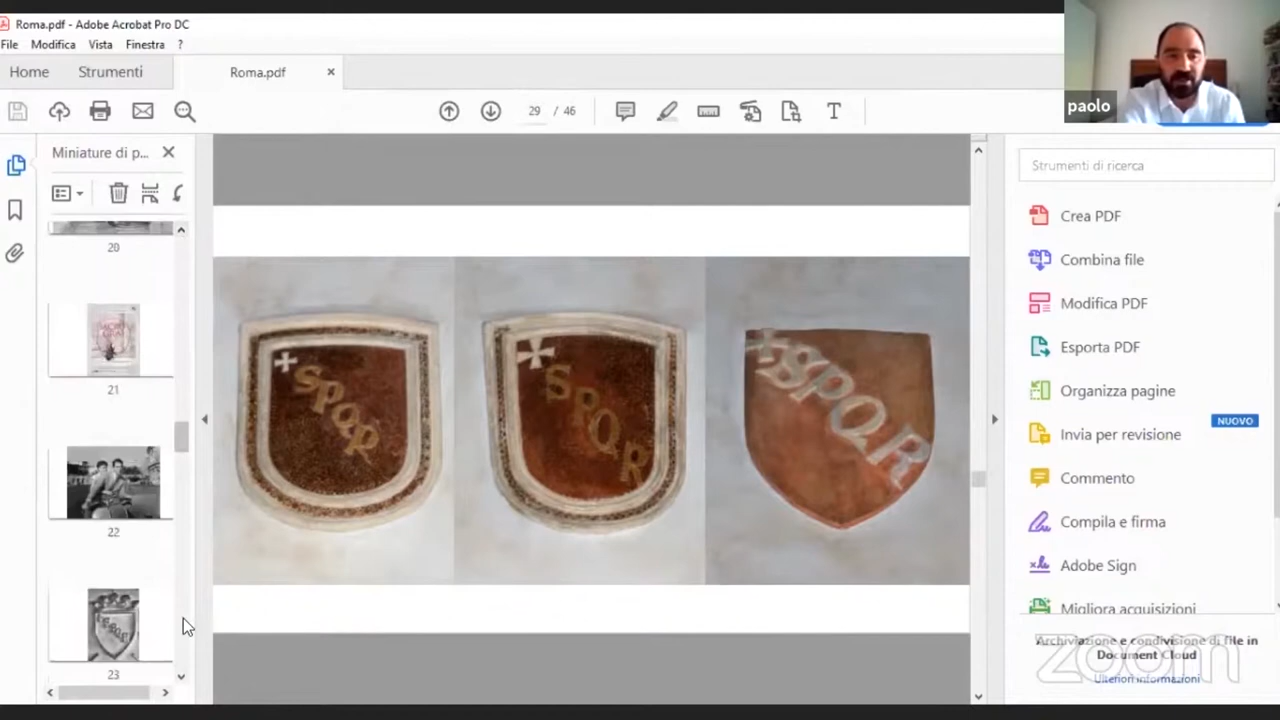 Roma.pdf - Adobe Acrobat Pro DC
File Modifica Vista Finestra ?
Home Strumenti Roma.pdf ×
29 / 46
paolo
Miniature di p...
20
21
22
23
SPQR
SPQR
SPQR
Strumenti di ricerca
Crea PDF
Combina file
Modifica PDF
Esporta PDF
Organizza pagine
NUOVO
Invia per revisione
Commento
Compila e firma
Adobe Sign
Migliora acquisizioni
Archiviazione e condivisione di file in
Document Cloud
Ulteriori informazioni
zoom